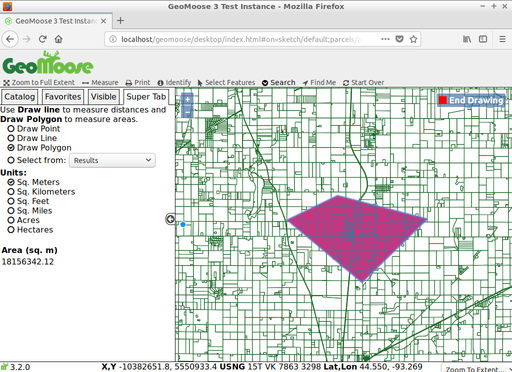 GeoMoose 3 Test Instance - Mozilla Firefox
GeoMoose 3 Test Instanc
localhost/geomoose/desktop/index.html#on=sketch/default;parcels/
GeoMoose
Zoom to Full Extent Measure Print Identify Select Features Search Find Me Start Over
Catalog Favorites Visible Super Tab
End Drawing
Use Draw line to measure distances and
Draw Polygon to measure areas.
Draw Point
Draw Line
Draw Polygon
Select from: Results
Units:
Sq. Meters
Sq. Kilometers
Sq. Feet
Sq. Miles
Acres
Hectares
Area (sq. m)
18156342.12
3.2.0
X,Y -10382651.8, 5550933.4 USNG 15T VK 7863 3298 Lat,Lon 44.550, -93.269
Zoom To Extent...